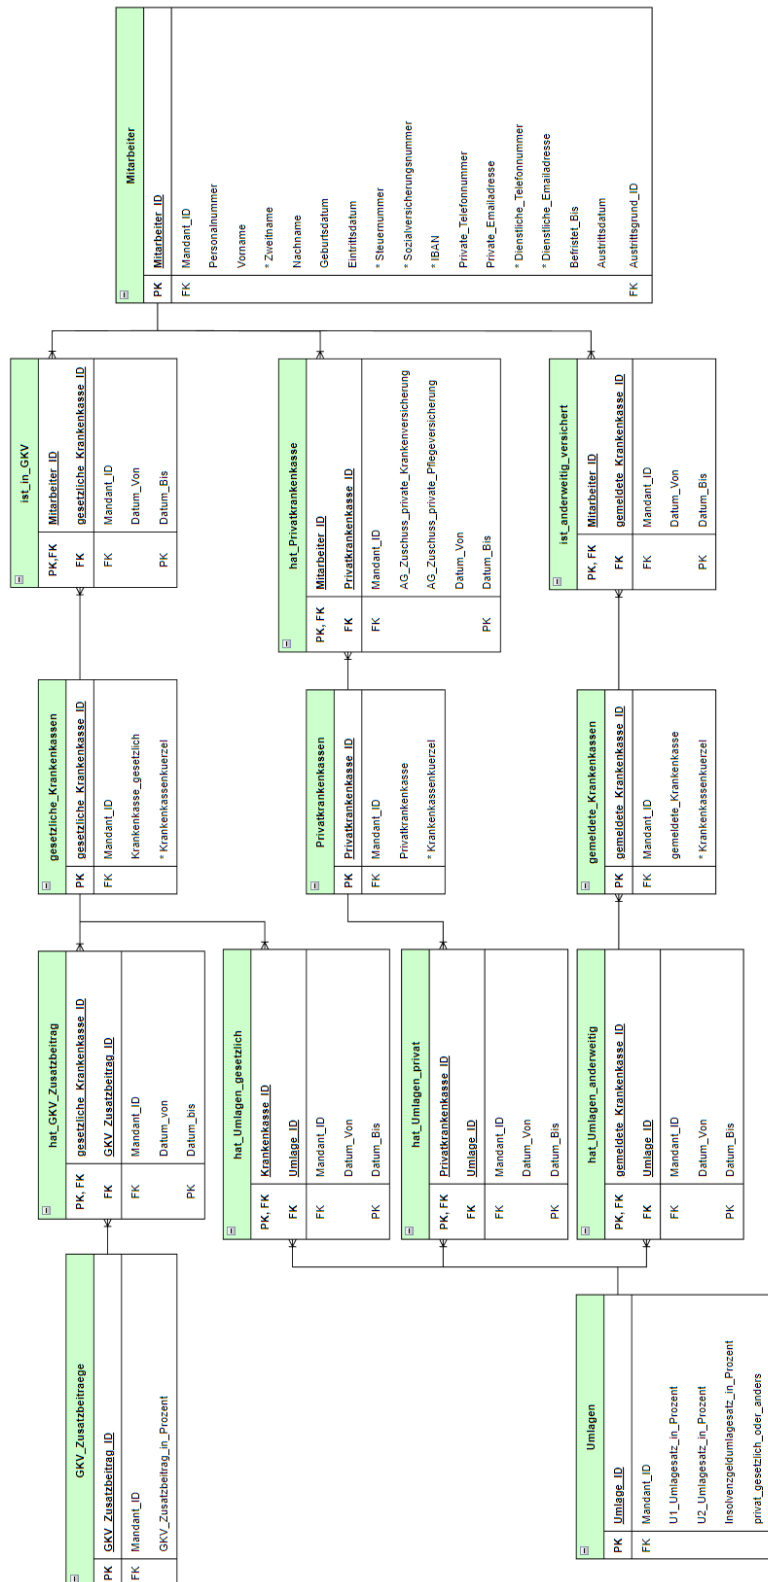 GKV_Zusatzbeitraege
PK GKV_Zusatzbeitrag_ID
FK Mandant_ID
GKV_Zusatzbeitrag_in_Prozent
hat_GKV_Zusatzbeitrag
PK, FK gesetzliche_Krankenkasse_ID
FK GKV_Zusatzbeitrag_ID
FK Mandant_ID
Datum_von
PK Datum_bis
gesetzliche_Krankenkassen
PK gesetzliche_Krankenkasse_ID
FK Mandant_ID
Krankenkasse_gesetzlich
* Krankenkassenkuerzel
ist_in_GKV
PK,FK Mitarbeiter_ID
FK gesetzliche_Krankenkasse_ID
FK Mandant_ID
Datum_Von
PK Datum_Bis
Mitarbeiter
PK Mitarbeiter_ID
FK Mandant_ID
Personalnummer
Vorname
* Zweitname
Nachname
Geburtsdatum
Eintrittsdatum
* Steuernummer
* Sozialversicherungsnummer
* IBAN
Private_Telefonnummer
Private_Emailadresse
* Dienstliche_Telefonnummer
* Dienstliche_Emailadresse
Befristet_Bis
Austrittsdatum
FK Austrittsgrund_ID
hat_Umlagen_gesetzlich
PK, FK Krankenkasse_ID
FK Umlage_ID
FK Mandant_ID
Datum_Von
PK Datum_Bis
hat_Privatkrankenkasse
PK, FK Mitarbeiter_ID
FK Privatkrankenkasse_ID
FK Mandant_ID
AG_Zuschuss_private_Krankenversicherung
AG_Zuschuss_private_Pflegeversicherung
Datum_Von
PK Datum_Bis
Privatkrankenkassen
PK Privatkrankenkasse_ID
FK Mandant_ID
Privatkrankenkasse
* Krankenkassenkuerzel
hat_Umlagen_privat
PK, FK Privatkrankenkasse_ID
FK Umlage_ID
FK Mandant_ID
Datum_Von
PK Datum_Bis
Umlagen
PK Umlage_ID
FK Mandant_ID
U1_Umlagesatz_in_Prozent
U2_Umlagesatz_in_Prozent
Insolvenzgeldumlagesatz_in_Prozent
privat_gesetzlich_oder_anders
hat_Umlagen_anderweitig
PK, FK gemeldete_Krankenkasse_ID
FK Umlage_ID
FK Mandant_ID
Datum_Von
PK Datum_Bis
gemeldete_Krankenkassen
PK gemeldete_Krankenkasse_ID
FK Mandant_ID
gemeldete_Krankenkasse
* Krankenkassenkuerzel
ist_anderweitig_versichert
PK, FK Mitarbeiter_ID
FK gemeldete_Krankenkasse_ID
FK Mandant_ID
Datum_Von
PK Datum_Bis